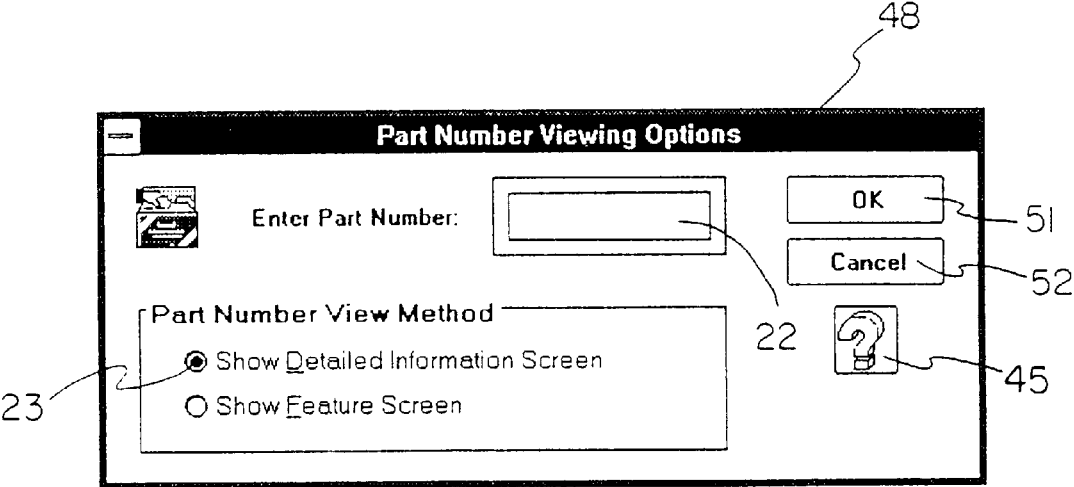 48
Part Number Viewing Options
Enter Part Number:
22
OK
51
Cancel
52
45
Part Number View Method
Show Detailed Information Screen
23
Show Feature Screen